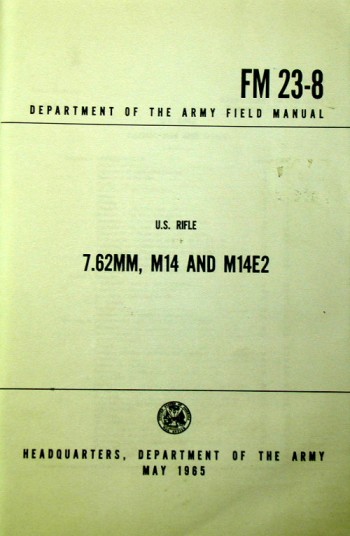 FM 23-8
DEPARTMENT OF THE ARMY FIELD MANUAL
U.S. RIFLE
7.62MM, M14 AND M14E2
HEADQUARTERS, DEPARTMENT OF THE ARMY
MAY 1965